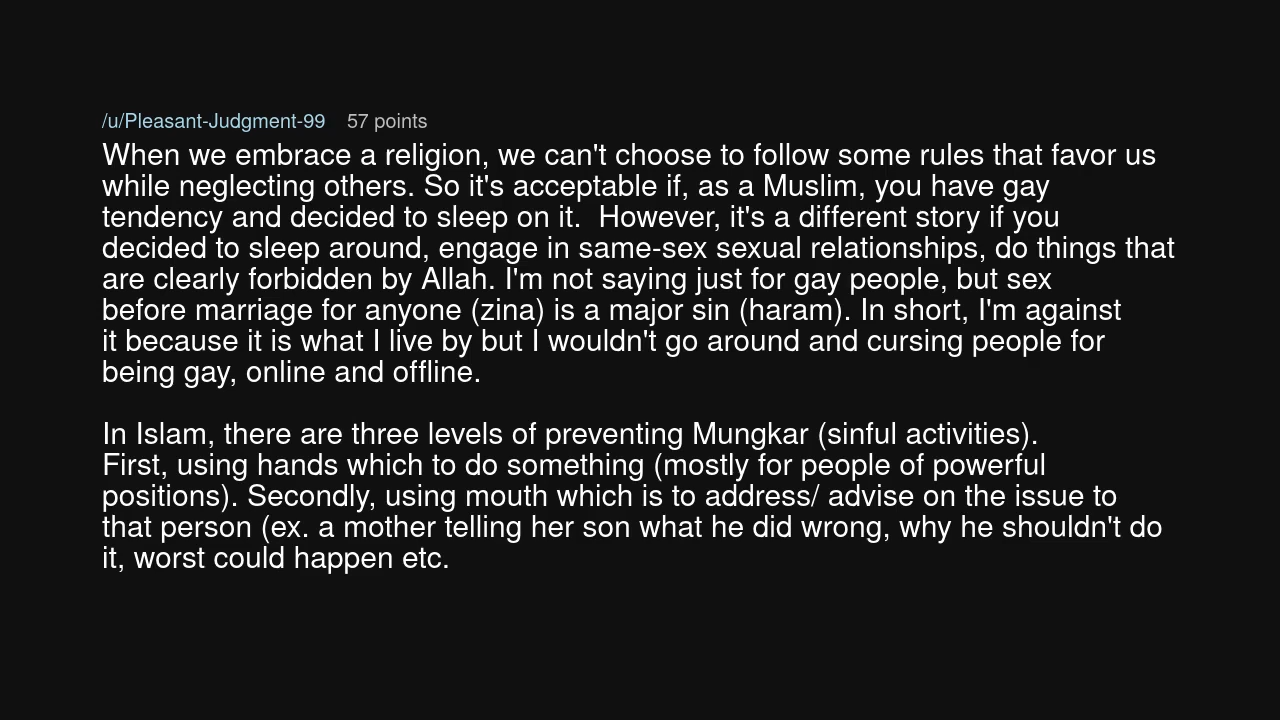 /u/Pleasant-Judgment-99 57 points
When we embrace a religion, we can't choose to follow some rules that favor us
while neglecting others. So it's acceptable if, as a Muslim, you have gay
tendency and decided to sleep on it.  However, it's a different story if you
decided to sleep around, engage in same-sex sexual relationships, do things that
are clearly forbidden by Allah. I'm not saying just for gay people, but sex
before marriage for anyone (zina) is a major sin (haram). In short, I'm against
it because it is what I live by but I wouldn't go around and cursing people for
being gay, online and offline.
In Islam, there are three levels of preventing Mungkar (sinful activities).
First, using hands which to do something (mostly for people of powerful
positions). Secondly, using mouth which is to address/ advise on the issue to
that person (ex. a mother telling her son what he did wrong, why he shouldn't do
it, worst could happen etc.